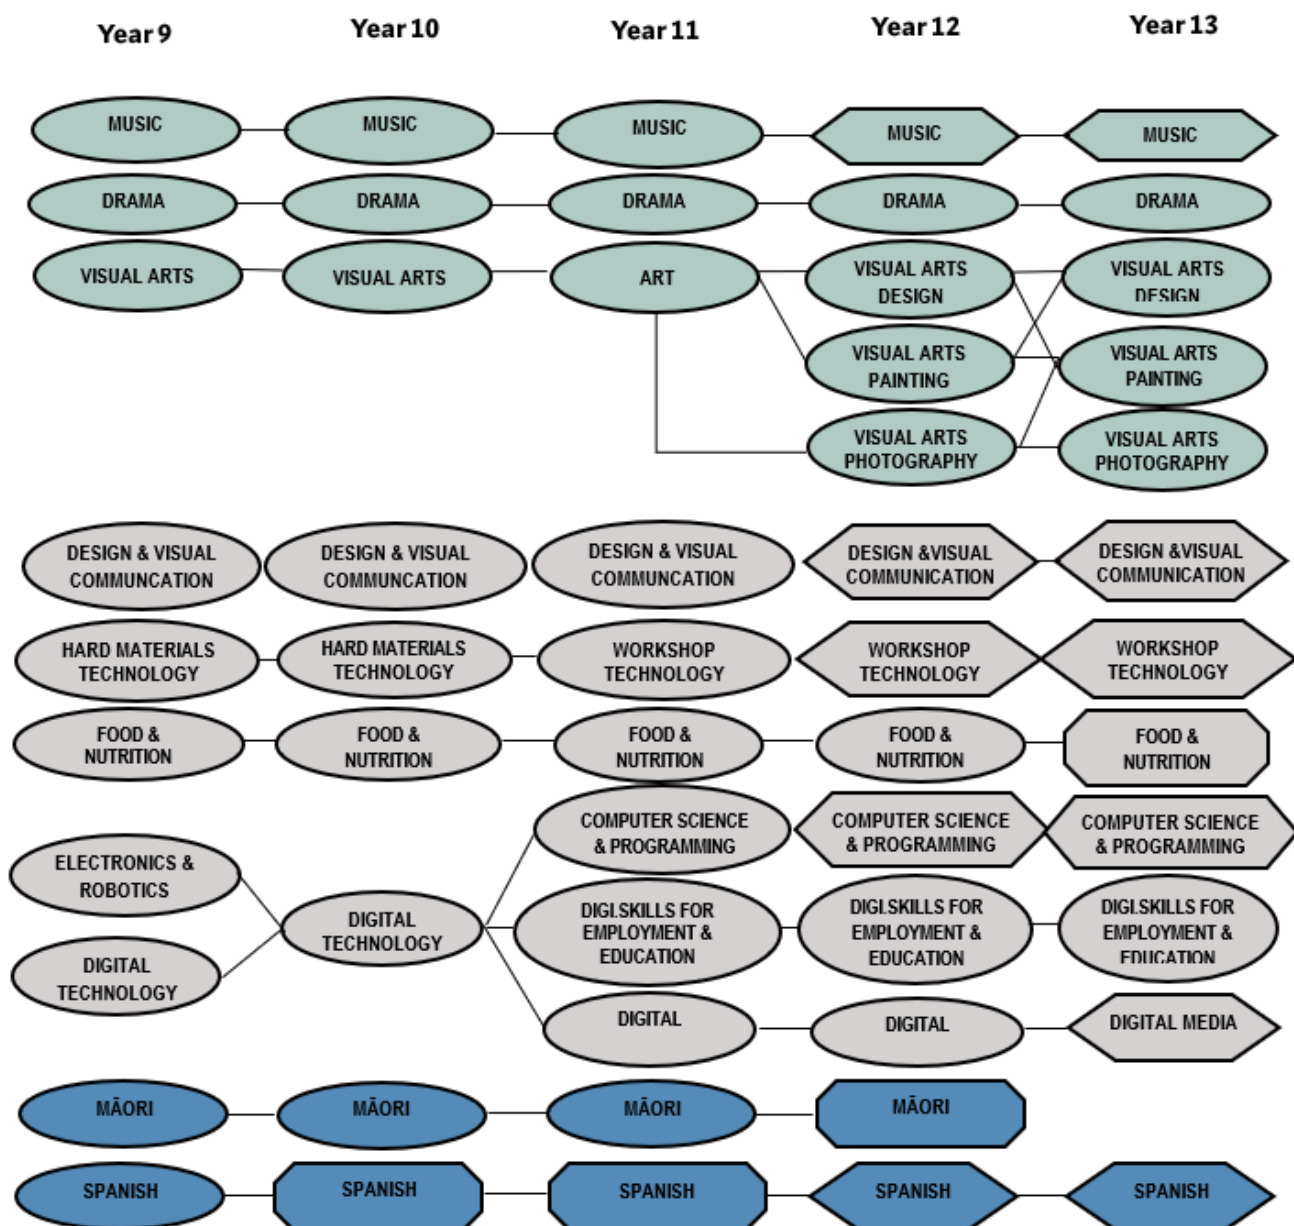 Year 9
Year 10
Year 11
Year 12
Year 13
MUSIC
MUSIC
MUSIC
MUSIC
MUSIC
DRAMA
DRAMA
DRAMA
DRAMA
DRAMA
VISUAL ARTS
VISUAL ARTS
ART
VISUAL ARTS
DESIGN
VISUAL ARTS
DESIGN
VISUAL ARTS
PAINTING
VISUAL ARTS
PAINTING
VISUAL ARTS
PHOTOGRAPHY
VISUAL ARTS
PHOTOGRAPHY
DESIGN & VISUAL
COMMUNCATION
DESIGN & VISUAL
COMMUNCATION
DESIGN & VISUAL
COMMUNCATION
DESIGN &VISUAL
COMMUNICATION
DESIGN &VISUAL
COMMUNICATION
HARD MATERIALS
TECHNOLOGY
HARD MATERIALS
TECHNOLOGY
WORKSHOP
TECHNOLOGY
WORKSHOP
TECHNOLOGY
WORKSHOP
TECHNOLOGY
FOOD &
NUTRITION
FOOD &
NUTRITION
FOOD &
NUTRITION
FOOD &
NUTRITION
FOOD &
NUTRITION
COMPUTER SCIENCE
& PROGRAMMING
COMPUTER SCIENCE
& PROGRAMMING
COMPUTER SCIENCE
& PROGRAMMING
ELECTRONICS &
ROBOTICS
DIGITAL
TECHNOLOGY
DIGITAL
TECHNOLOGY
DIGI.SKILLS FOR
EMPLOYMENT &
EDUCATION
DIGI.SKILLS FOR
EMPLOYMENT &
EDUCATION
DIGI.SKILLS FOR
EMPLOYMENT &
EDUCATION
DIGITAL
DIGITAL
DIGITAL MEDIA
MĀORI
MĀORI
MĀORI
MĀORI
SPANISH
SPANISH
SPANISH
SPANISH
SPANISH